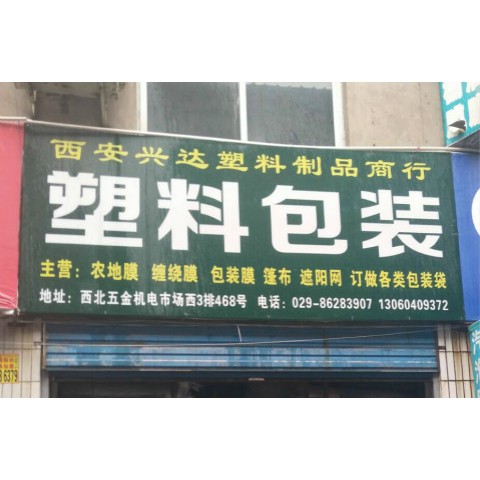 西安兴达塑料制品商行
塑料包装
主营：农地膜 缠绕膜 包装膜 篷布 遮阳网 订做各类包装袋
地址：西北五金机电市场西3排468号 电话：029-86283907 13060409372
6379